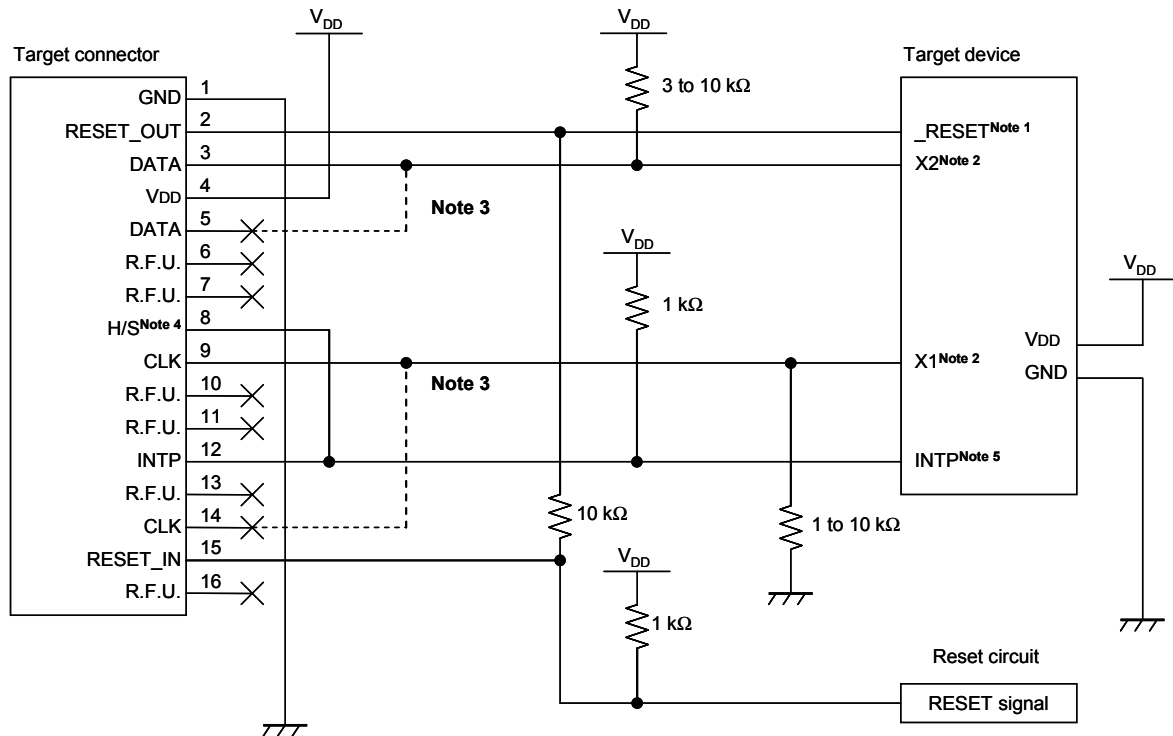 V_DD
V_DD
Target connector
Target device
GND 1
RESET_OUT 2
DATA 3
VDD 4
DATA 5
R.F.U. 6
R.F.U. 7
H/S Note 4 8
CLK 9
R.F.U. 10
R.F.U. 11
INTP 12
R.F.U. 13
CLK 14
RESET_IN 15
R.F.U. 16
3 to 10 kΩ
Note 3
V_DD
1 kΩ
Note 3
10 kΩ
1 to 10 kΩ
V_DD
1 kΩ
_RESET Note 1
X2 Note 2
X1 Note 2
INTP Note 5
VDD
GND
V_DD
Reset circuit
RESET signal